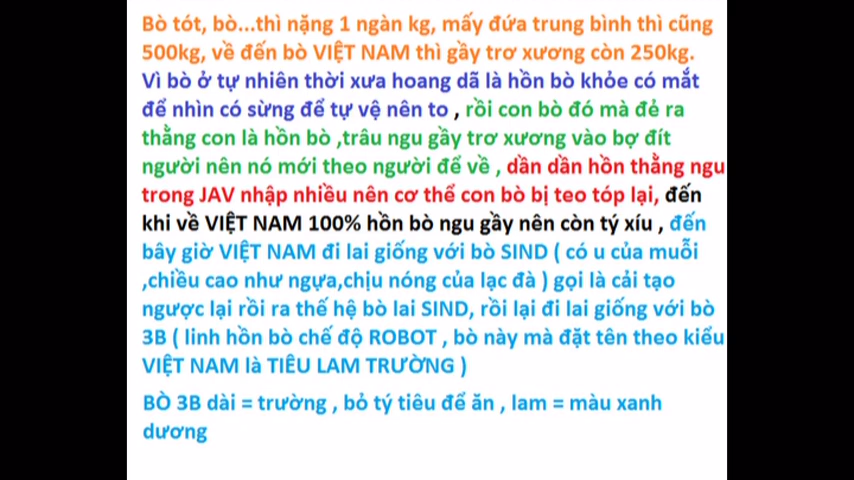 Bò tót, bò...thì nặng 1 ngàn kg, mấy đứa trung bình thì cũng
500kg, về đến bò VIỆT NAM thì gầy trơ xương còn 250kg.
Vì bò ở tự nhiên thời xưa hoang dã là hồn bò khỏe có mắt
để nhìn có sừng để tự vệ nên to , rồi con bò đó mà đẻ ra
thằng con là hồn bò ,trâu ngu gầy trơ xương vào bợ đít
người nên nó mới theo người để về , dần dần hồn thằng ngu
trong JAV nhập nhiều nên cơ thể con bò bị teo tóp lại, đến
khi về VIỆT NAM 100% hồn bò ngu gầy nên còn tý xíu , đến
bây giờ VIỆT NAM đi lai giống với bò SIND ( có u của muỗi
,chiều cao như ngựa,chịu nóng của lạc đà ) gọi là cải tạo
ngược lại rồi ra thế hệ bò lai SIND, rồi lại đi lai giống với bò
3B ( linh hồn bò chế độ ROBOT , bò này mà đặt tên theo kiểu
VIỆT NAM là TIÊU LAM TRƯỜNG )
BÒ 3B dài = trường , bỏ tý tiêu để ăn , lam = màu xanh
dương